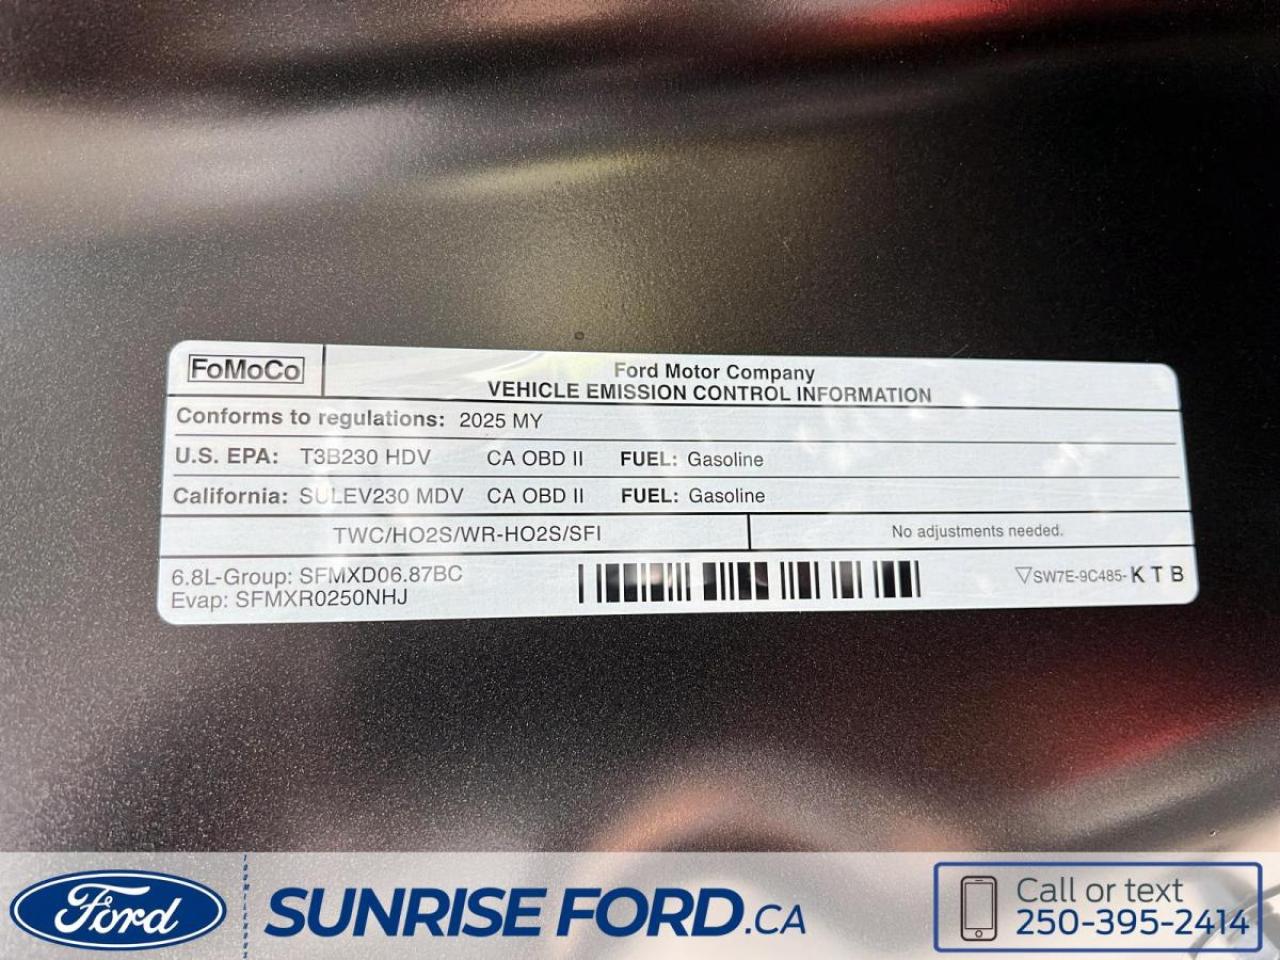 FoMoCo
Ford Motor Company
VEHICLE EMISSION CONTROL INFORMATION
Conforms to regulations: 2025 MY
U.S. EPA: T3B230 HDV CA OBD II FUEL: Gasoline
California: SULEV230 MDV CA OBD II FUEL: Gasoline
TWC/HO2S/WR-HO2S/SFI No adjustments needed.
6.8L-Group: SFMXD06.87BC
Evap: SFMXR0250NHJ
SW7E-9C485- K T B
Ford
SUNRISE FORD.CA
Call or text
250-395-2414